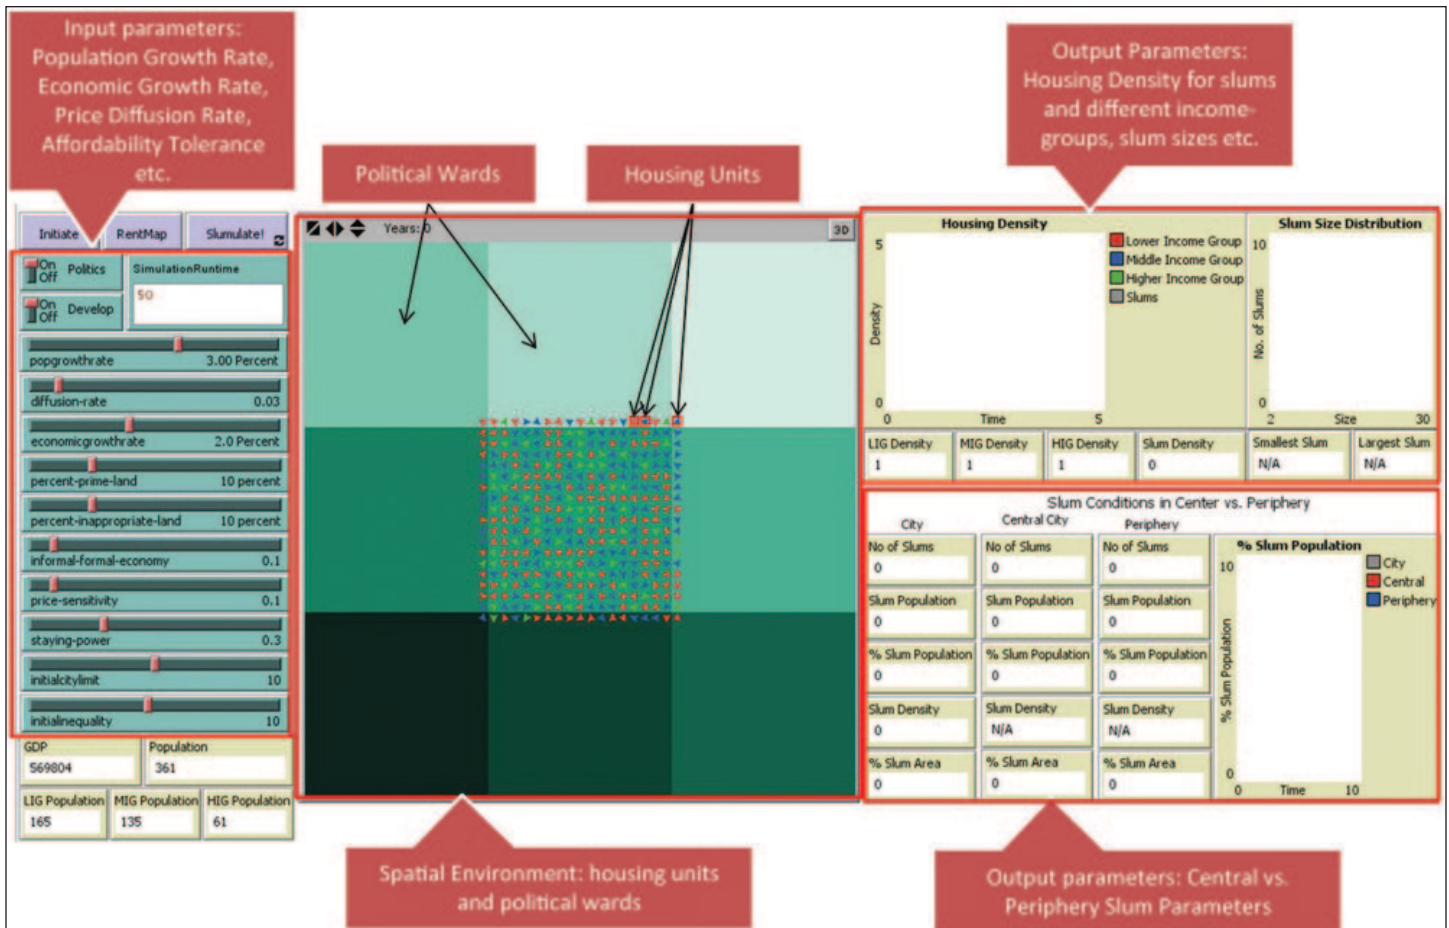 Input parameters:
Population Growth Rate,
Economic Growth Rate,
Price Diffusion Rate,
Affordability Tolerance
etc.
Political Wards
Housing Units
Output Parameters:
Housing Density for slums
and different income-
groups, slum sizes etc.
Initiate
RentMap
Slumulate!
On
Off
Politics
SimulationRuntime
50
On
Off
Develop
popgrowthrate 3.00 Percent
diffusion-rate 0.03
economicgrowthrate 2.0 Percent
percent-prime-land 10 percent
percent-inappropriate-land 10 percent
informal-formal-economy 0.1
price-sensitivity 0.1
staying-power 0.3
initialcitylimit 10
initialinequality 10
GDP
569804
Population
361
LIG Population
165
MIG Population
135
HIG Population
61
Years: 0
3D
Housing Density
5
Density
0
0
Time
5
Lower Income Group
Middle Income Group
Higher Income Group
Slums
Slum Size Distribution
10
No. of Slums
0
2
Size
30
LIG Density
1
MIG Density
1
HIG Density
1
Slum Density
0
Smallest Slum
N/A
Largest Slum
N/A
Slum Conditions in Center vs. Periphery
City
Central City
Periphery
No of Slums
0
No of Slums
0
No of Slums
0
Slum Population
0
Slum Population
0
Slum Population
0
% Slum Population
0
% Slum Population
0
% Slum Population
0
Slum Density
0
Slum Density
N/A
Slum Density
N/A
% Slum Area
0
% Slum Area
0
% Slum Area
0
% Slum Population
10
% Slum Population
0
0
Time
10
City
Central
Periphery
Spatial Environment: housing units
and political wards
Output parameters: Central vs.
Periphery Slum Parameters